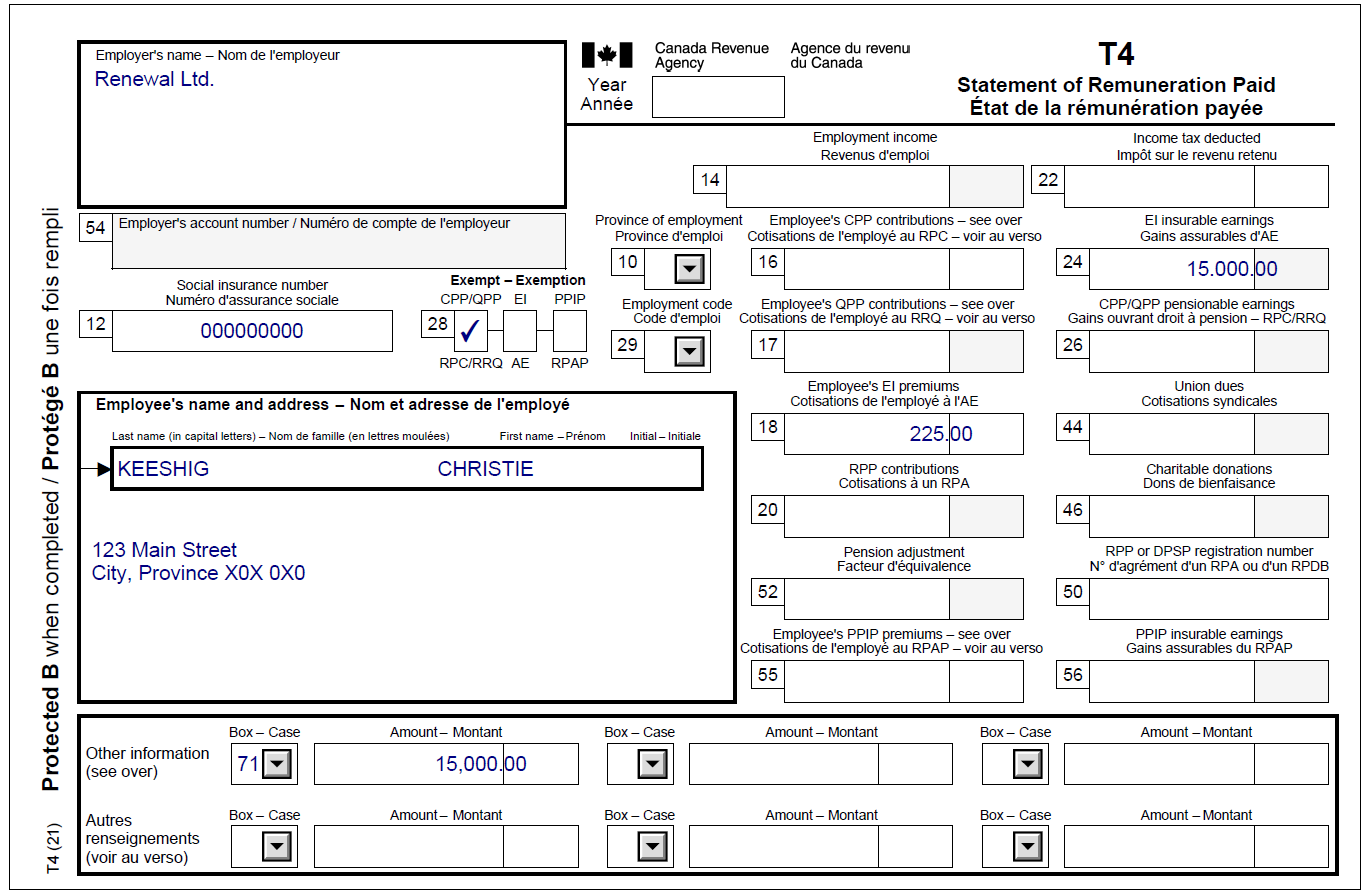 Employer's name – Nom de l'employeur
Renewal Ltd.
Canada Revenue Agency
Agence du revenu du Canada
Year
Année
T4
Statement of Remuneration Paid
État de la rémunération payée
Employment income
Revenus d'emploi
14
Income tax deducted
Impôt sur le revenu retenu
22
54 Employer's account number / Numéro de compte de l'employeur
Province of employment
Province d'emploi
10
Employee's CPP contributions – see over
Cotisations de l'employé au RPC – voir au verso
16
EI insurable earnings
Gains assurables d'AE
24 15.000.00
Social insurance number
Numéro d'assurance sociale
12 000000000
Exempt – Exemption
CPP/QPP EI PPIP
28 ✓
RPC/RRQ AE RPAP
Employment code
Code d'emploi
29
Employee's QPP contributions – see over
Cotisations de l'employé au RRQ – voir au verso
17
CPP/QPP pensionable earnings
Gains ouvrant droit à pension – RPC/RRQ
26
Employee's EI premiums
Cotisations de l'employé à l'AE
18 225.00
Union dues
Cotisations syndicales
44
Employee's name and address – Nom et adresse de l'employé
Last name (in capital letters) – Nom de famille (en lettres moulées) First name – Prénom Initial – Initiale
KEESHIG CHRISTIE
123 Main Street
City, Province X0X 0X0
RPP contributions
Cotisations à un RPA
20
Charitable donations
Dons de bienfaisance
46
Pension adjustment
Facteur d'équivalence
52
RPP or DPSP registration number
N° d'agrément d'un RPA ou d'un RPDB
50
Employee's PPIP premiums – see over
Cotisations de l'employé au RPAP – voir au verso
55
PPIP insurable earnings
Gains assurables du RPAP
56
Box – Case Amount – Montant Box – Case Amount – Montant Box – Case Amount – Montant
Other information
(see over)
71 15,000.00
Box – Case Amount – Montant Box – Case Amount – Montant Box – Case Amount – Montant
Autres
renseignements
(voir au verso)
T4 (21) Protected B when completed / Protégé B une fois rempli